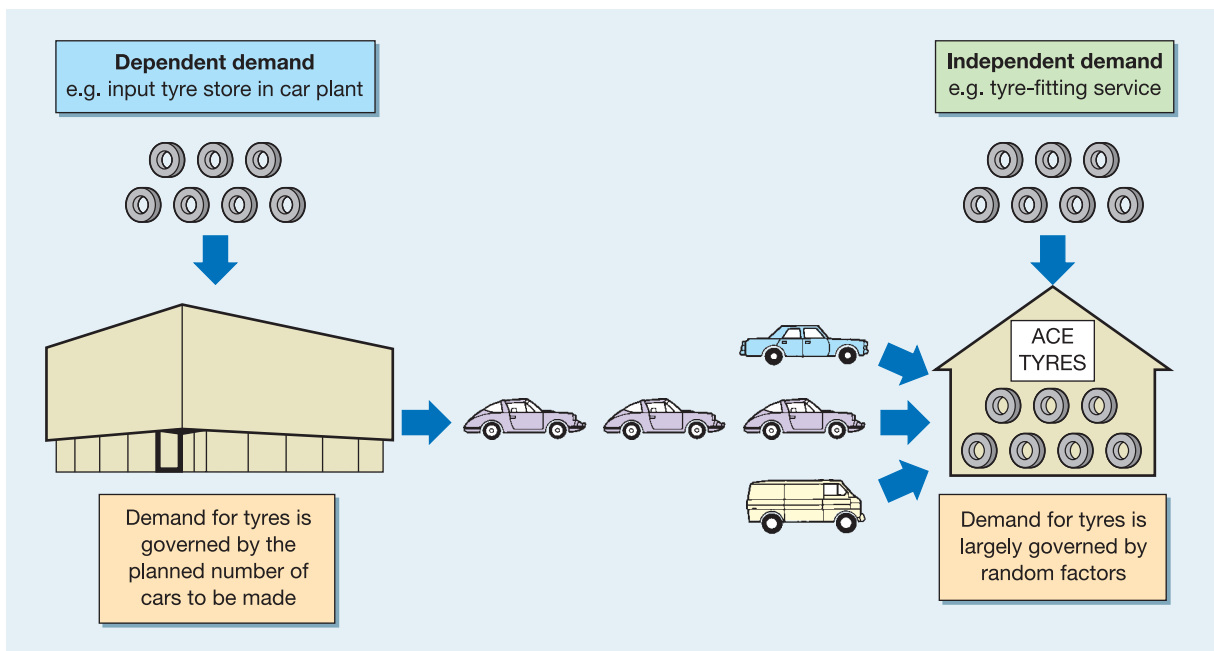 Dependent demand
e.g. input tyre store in car plant
Independent demand
e.g. tyre-fitting service
ACE
TYRES
Demand for tyres is
governed by the
planned number of
cars to be made
Demand for tyres is
largely governed by
random factors